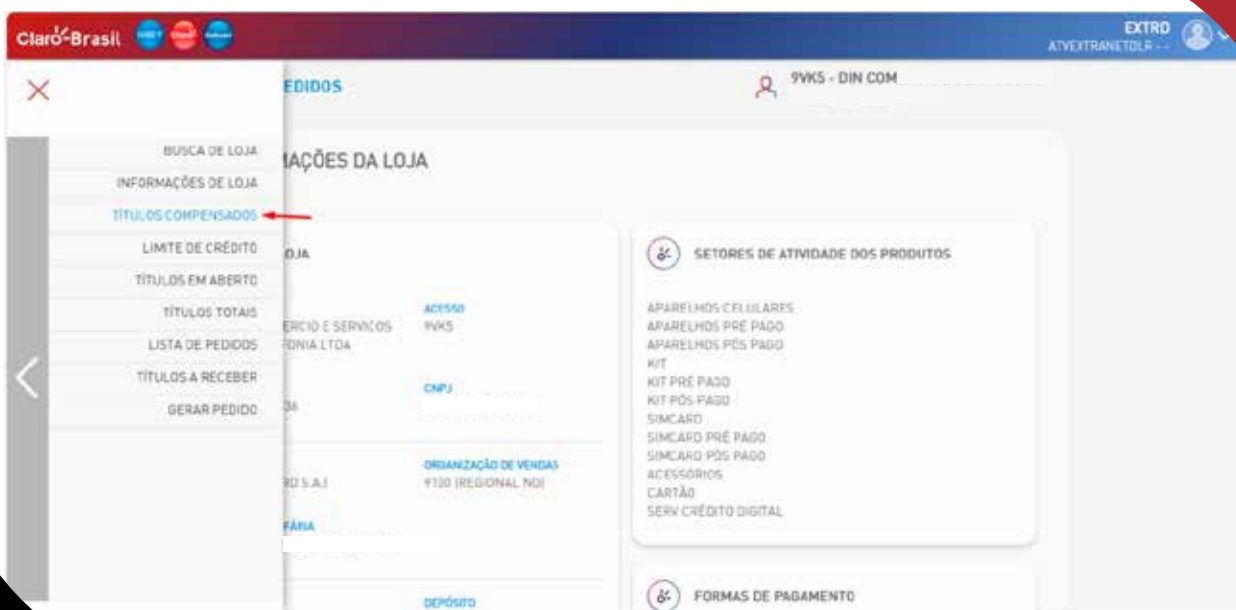 Claro-Brasil
EXTRO
ATVEXTRANETDLR - -
EDIDOS
9VK5 - DIN COM
BUSCA DE LOJA
INFORMAÇÕES DE LOJA
TÍTULOS COMPENSADOS
LIMITE DE CRÉDITO
TÍTULOS EM ABERTO
TÍTULOS TOTAIS
LISTA DE PEDIDOS
TÍTULOS A RECEBER
GERAR PEDIDO
MAÇÕES DA LOJA
OJA
ERCIO E SERVICOS
FONIA LTDA
ACESSO
9VK5
36
CNPJ
RO S.A.)
ORGANIZAÇÃO DE VENDAS
9100 (REGIONAL NO)
FÁRIA
DEPÓSITO
SETORES DE ATIVIDADE DOS PRODUTOS
APARELHOS CELULARES
APARELHOS PRÉ PAGO
APARELHOS PÓS PAGO
KIT
KIT PRÉ PAGO
KIT PÓS PAGO
SIMCARD
SIMCARD PRÉ PAGO
SIMCARD PÓS PAGO
ACESSÓRIOS
CARTÃO
SERV CRÉDITO DIGITAL
FORMAS DE PAGAMENTO